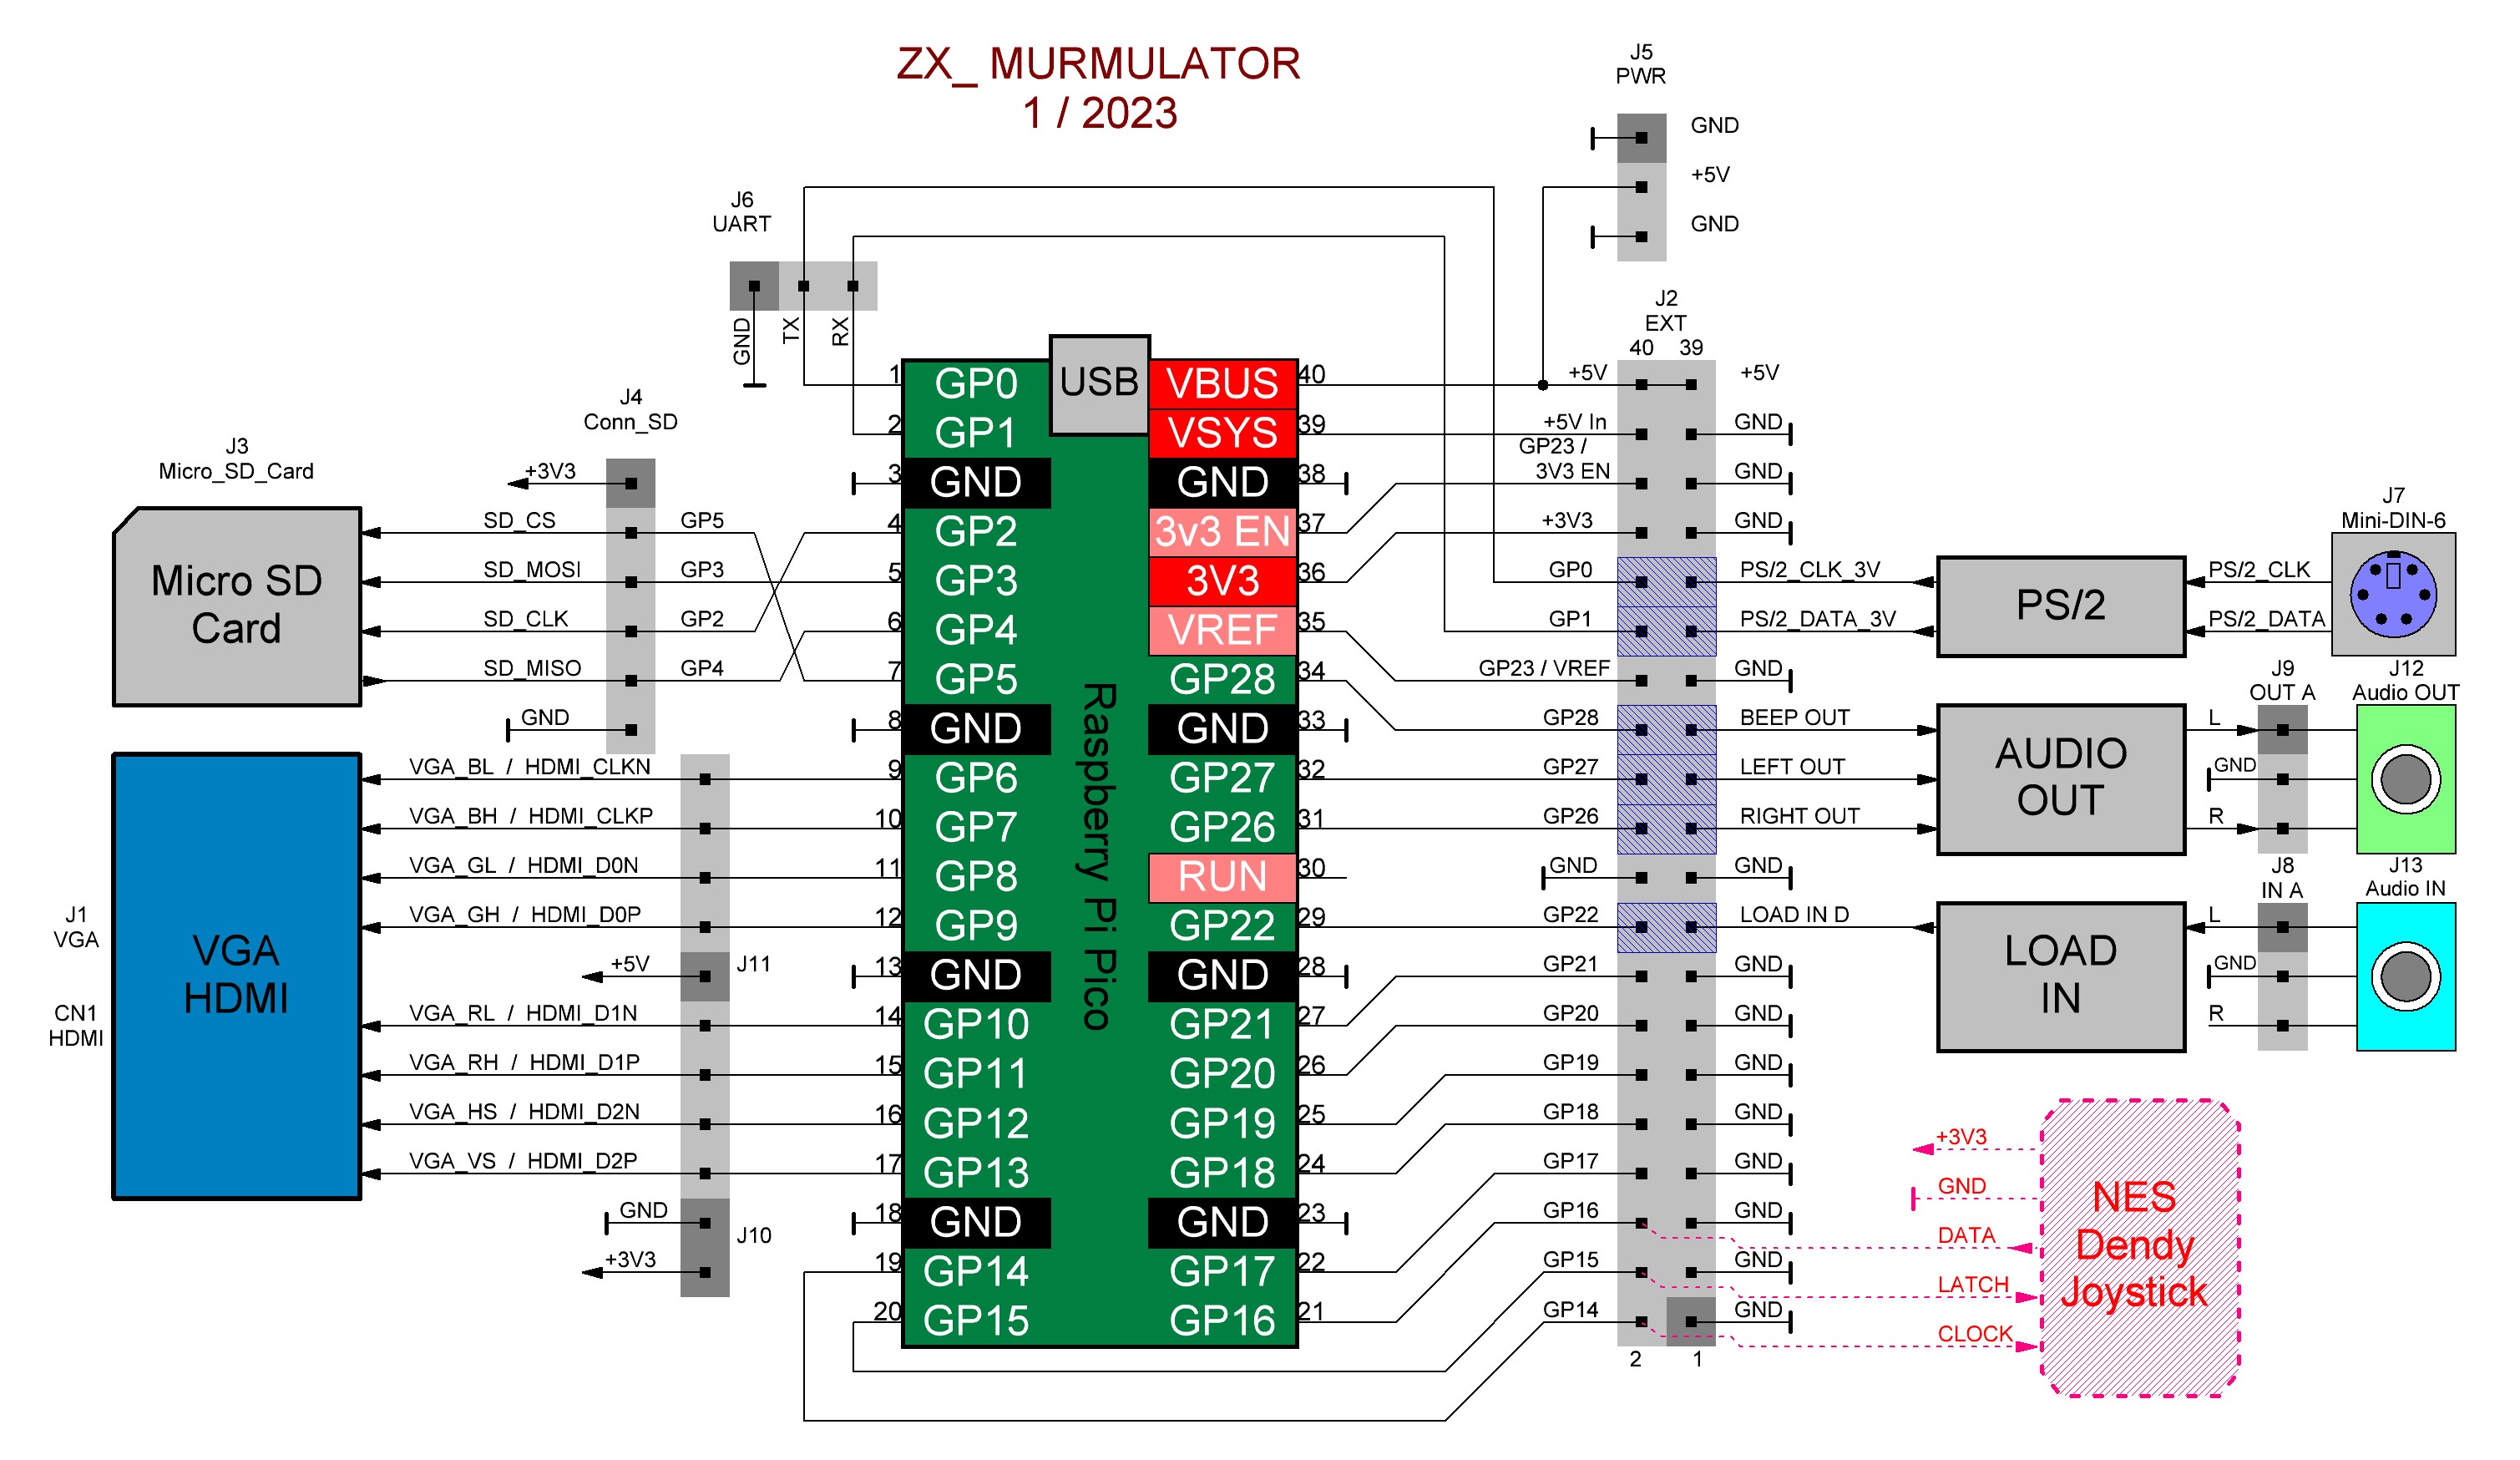 ZX_ MURMULATOR
1 / 2023
J5
PWR
GND
+5V
GND
J6
UART
GND
TX
RX
J4
Conn_SD
+3V3
GP5
GP3
GP2
GP4
GND
J3
Micro_SD_Card
Micro SD
Card
SD_CS
SD_MOSI
SD_CLK
SD_MISO
J1
VGA
CN1
HDMI
VGA
HDMI
VGA_BL / HDMI_CLKN
VGA_BH / HDMI_CLKP
VGA_GL / HDMI_D0N
VGA_GH / HDMI_D0P
+5V
J11
VGA_RL / HDMI_D1N
VGA_RH / HDMI_D1P
VGA_HS / HDMI_D2N
VGA_VS / HDMI_D2P
GND
J10
+3V3
USB
Raspberry Pi Pico
1 GP0
2 GP1
3 GND
4 GP2
5 GP3
6 GP4
7 GP5
8 GND
9 GP6
10 GP7
11 GP8
12 GP9
13 GND
14 GP10
15 GP11
16 GP12
17 GP13
18 GND
19 GP14
20 GP15
VBUS 40
VSYS 39
GND 38
3v3 EN 37
3V3 36
VREF 35
GP28 34
GND 33
GP27 32
GP26 31
RUN 30
GP22 29
GND 28
GP21 27
GP20 26
GP19 25
GP18 24
GND 23
GP17 22
GP16 21
J2
EXT
40 39
+5V +5V
+5V In GND
GP23 /
3V3 EN GND
+3V3 GND
GP0 PS/2_CLK_3V
GP1 PS/2_DATA_3V
GP23 / VREF GND
GP28 BEEP OUT
GP27 LEFT OUT
GP26 RIGHT OUT
GND GND
GP22 LOAD IN D
GP21 GND
GP20 GND
GP19 GND
GP18 GND
GP17 GND
GP16 GND
GP15 GND
GP14 GND
2 1
PS/2
PS/2_CLK
PS/2_DATA
J7
Mini-DIN-6
AUDIO
OUT
L
GND
R
J9
OUT A
J12
Audio OUT
LOAD
IN
L
GND
R
J8
IN A
J13
Audio IN
+3V3
GND
DATA
LATCH
CLOCK
NES
Dendy
Joystick